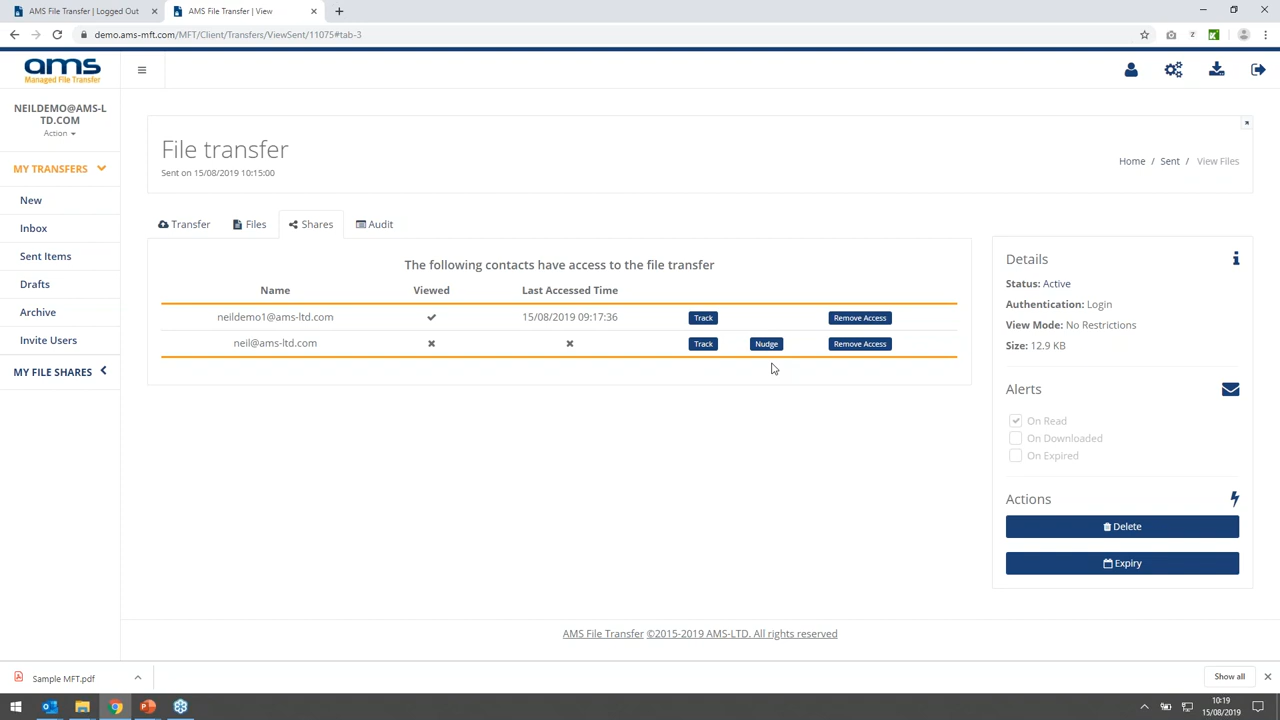 AMS File Transfer | Logged Out
AMS File Transfer | View
demo.ams-mft.com/MFT/Client/Transfers/ViewSent/11075#tab-3
ams
Managed File Transfer
NEILDEMO@AMS-L
TD.COM
Action
MY TRANSFERS
New
Inbox
Sent Items
Drafts
Archive
Invite Users
MY FILE SHARES
File transfer
Sent on 15/08/2019 10:15:00
Home / Sent / View Files
Transfer Files Shares Audit
The following contacts have access to the file transfer
Name Viewed Last Accessed Time
neildemo1@ams-ltd.com 15/08/2019 09:17:36 Track Remove Access
neil@ams-ltd.com Track Nudge Remove Access
Details
Status: Active
Authentication: Login
View Mode: No Restrictions
Size: 12.9 KB
Alerts
On Read
On Downloaded
On Expired
Actions
Delete
Expiry
AMS File Transfer ©2015-2019 AMS-LTD. All rights reserved
Sample MFT.pdf
Show all
10:19
15/08/2019